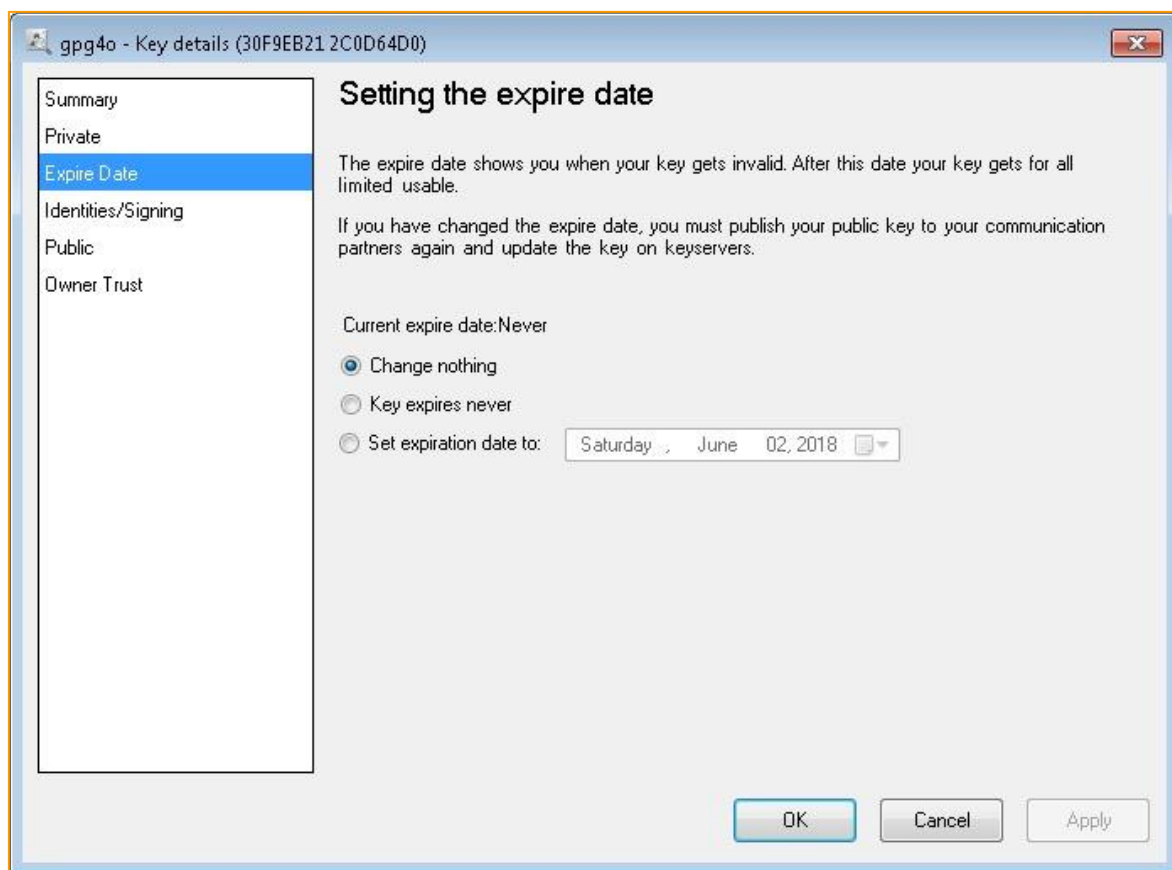 gpg4o - Key details (30F9EB21 2C0D64D0)
Summary
Private
Expire Date
Identities/Signing
Public
Owner Trust
Setting the expire date
The expire date shows you when your key gets invalid. After this date your key gets for all
limited usable.
If you have changed the expire date, you must publish your public key to your communication
partners again and update the key on keyservers.
Current expire date:Never
Change nothing
Key expires never
Set expiration date to: Saturday , June 02, 2018
OK Cancel Apply